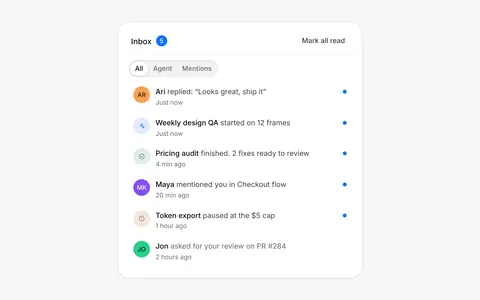 Inbox 5 Mark all read
All Agent Mentions
AR Ari replied: “Looks great, ship it”
Just now
Weekly design QA started on 12 frames
Just now
Pricing audit finished. 2 fixes ready to review
4 min ago
MK Maya mentioned you in Checkout flow
20 min ago
Token export paused at the $5 cap
1 hour ago
JO Jon asked for your review on PR #284
2 hours ago